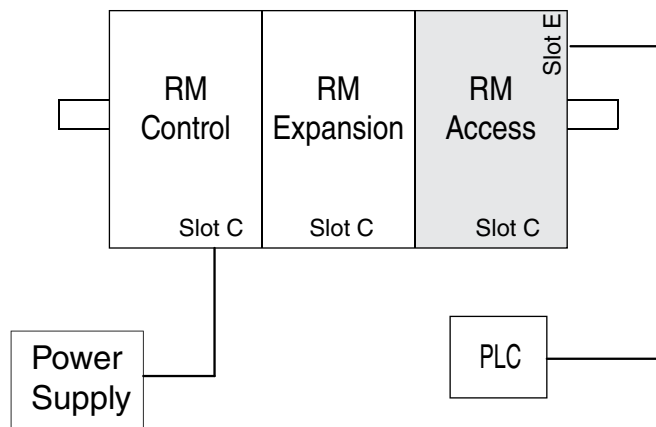 Slot E
RM
Control
RM
Expansion
RM
Access
Slot C
Slot C
Slot C
Power
Supply
PLC